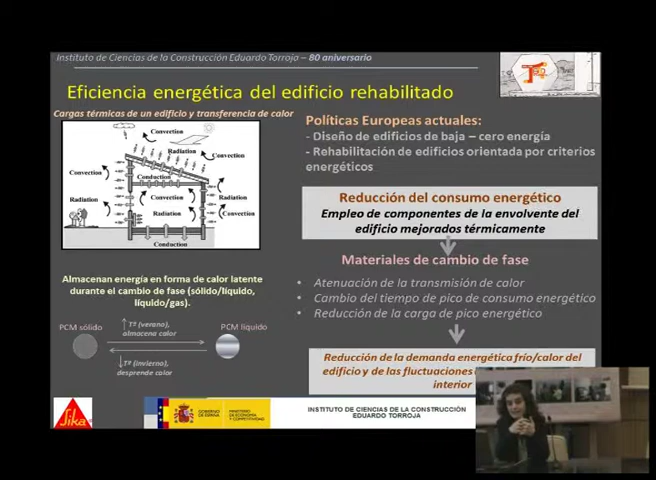 Instituto de Ciencias de la Construcción Eduardo Torroja – 80 aniversario
Eficiencia energética del edificio rehabilitado
Cargas térmicas de un edificio y transferencia de calor
Convection
Radiation
Convection
Conduction
Convection
Convection
Radiation
Radiation
Radiation
Convection
Conduction
Almacenan energía en forma de calor latente
durante el cambio de fase (sólido/líquido,
líquido/gas).
PCM sólido
Tª (verano),
almacena calor
PCM líquido
Tª (invierno),
desprende calor
Políticas Europeas actuales:
- Diseño de edificios de baja – cero energía
- Rehabilitación de edificios orientada por criterios
energéticos
Reducción del consumo energético
Empleo de componentes de la envolvente del
edificio mejorados térmicamente
Materiales de cambio de fase
• Atenuación de la transmisión de calor
• Cambio del tiempo de pico de consumo energético
• Reducción de la carga de pico energético
Reducción de la demanda energética frío/calor del
edificio y de las fluctuaciones
interior
Sika
GOBIERNO
DE ESPAÑA
MINISTERIO
DE ECONOMÍA
Y COMPETITIVIDAD
INSTITUTO DE CIENCIAS DE LA CONSTRUCCIÓN
EDUARDO TORROJA